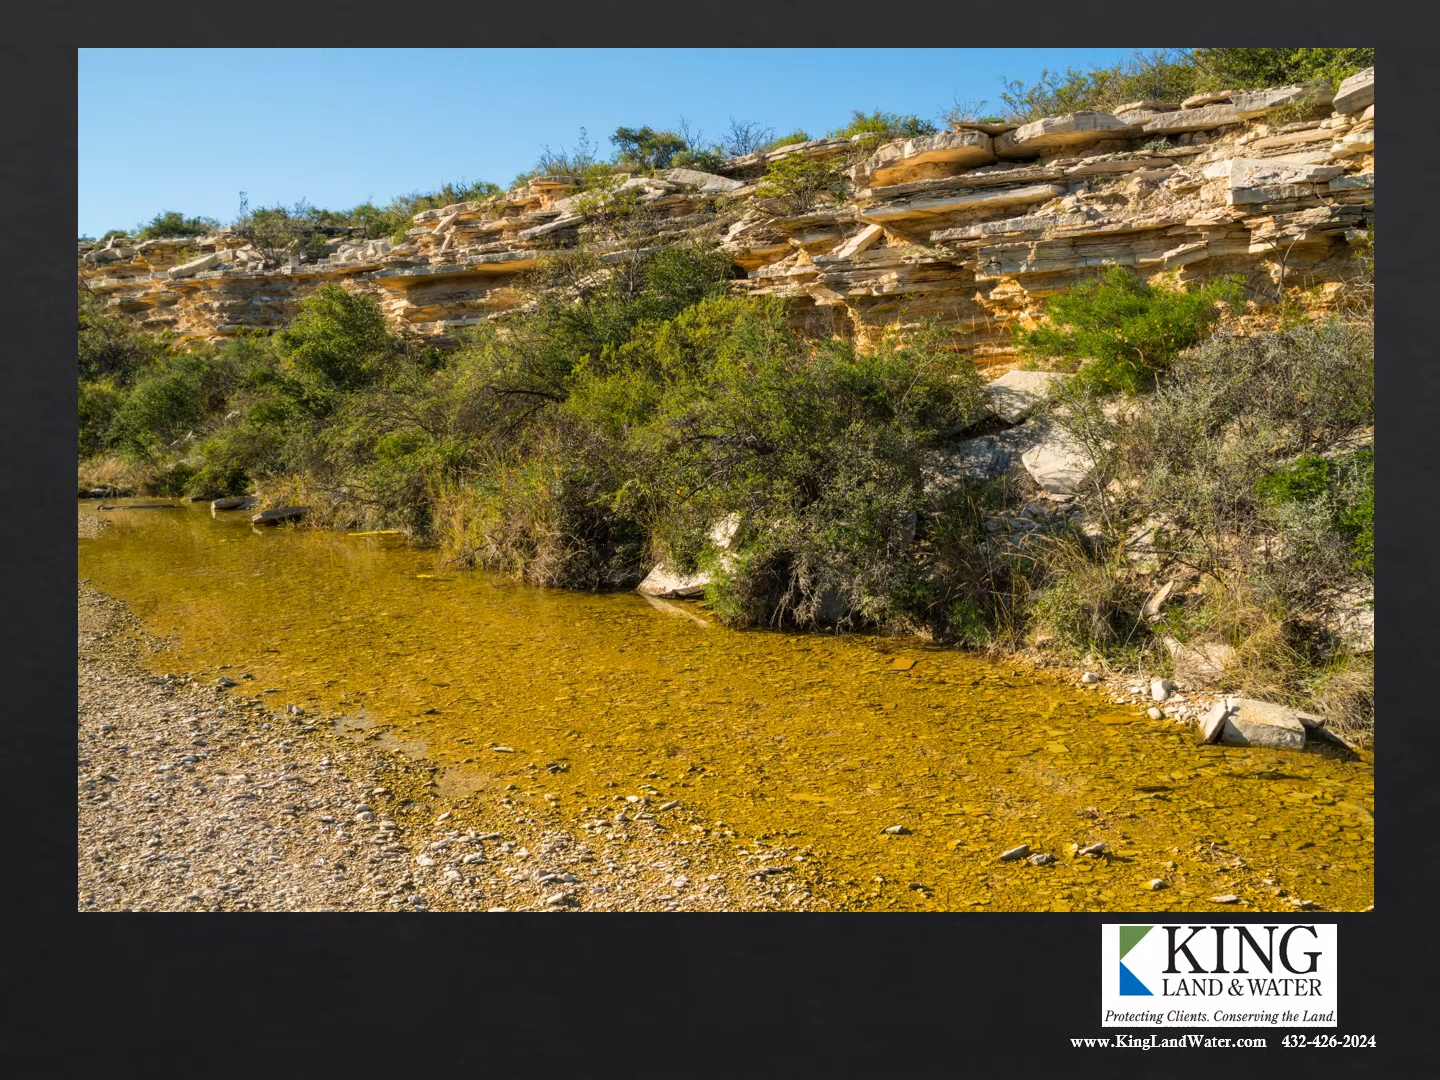 KING
LAND & WATER
Protecting Clients. Conserving the Land.
www.KingLandWater.com 432-426-2024